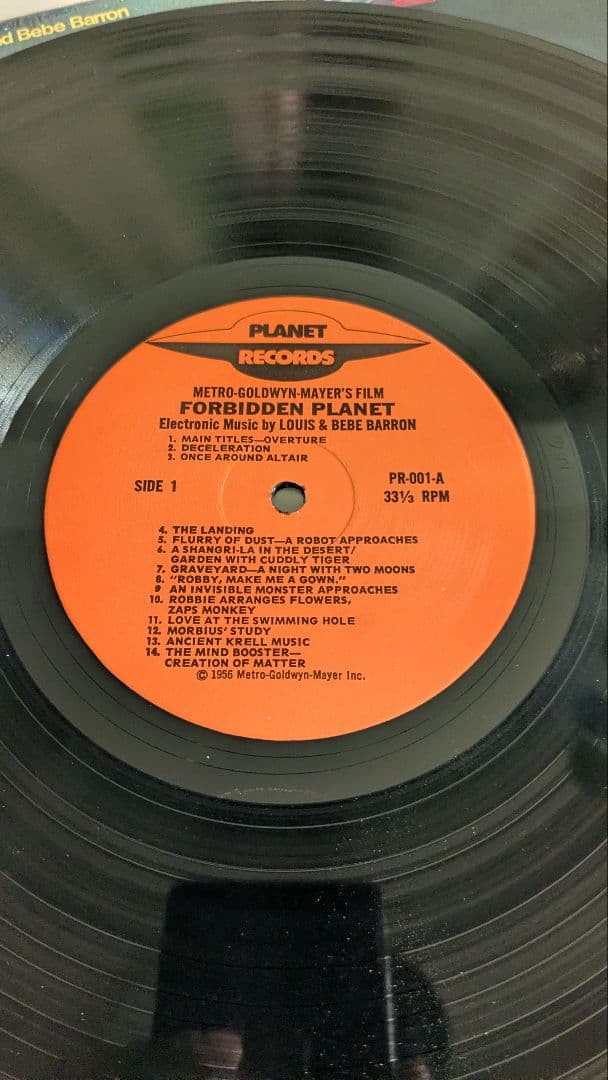 d Bebe Barron
PLANET
RECORDS
METRO-GOLDWYN-MAYER'S FILM
FORBIDDEN PLANET
Electronic Music by LOUIS & BEBE BARRON
1. MAIN TITLES—OVERTURE
2. DECELERATION
3. ONCE AROUND ALTAIR
SIDE 1
PR-001-A
33⅓ RPM
4. THE LANDING
5. FLURRY OF DUST—A ROBOT APPROACHES
6. A SHANGRI-LA IN THE DESERT/
GARDEN WITH CUDDLY TIGER
7. GRAVEYARD—A NIGHT WITH TWO MOONS
8. "ROBBY, MAKE ME A GOWN."
9 AN INVISIBLE MONSTER APPROACHES
10. ROBBIE ARRANGES FLOWERS,
ZAPS MONKEY
11. LOVE AT THE SWIMMING HOLE
12. MORBIUS' STUDY
13. ANCIENT KRELL MUSIC
14. THE MIND BOOSTER—
CREATION OF MATTER
© 1956 Metro-Goldwyn-Mayer Inc.